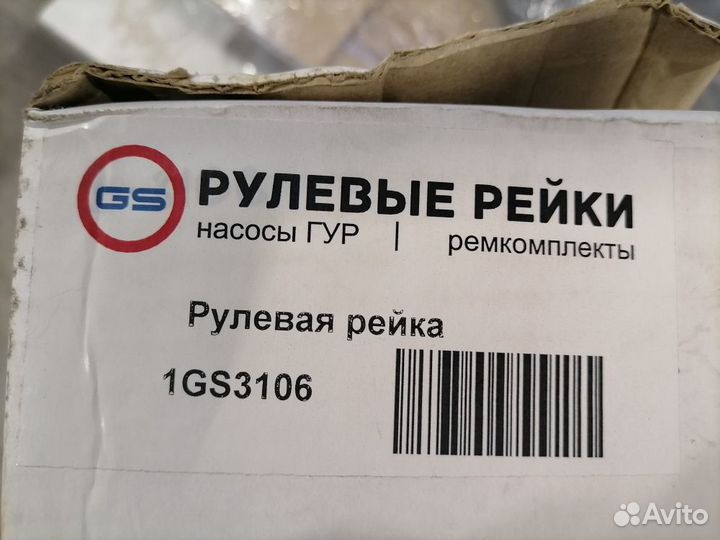 GS
РУЛЕВЫЕ РЕЙКИ
насосы ГУР | ремкомплекты
Рулевая рейка
1GS3106
Avito